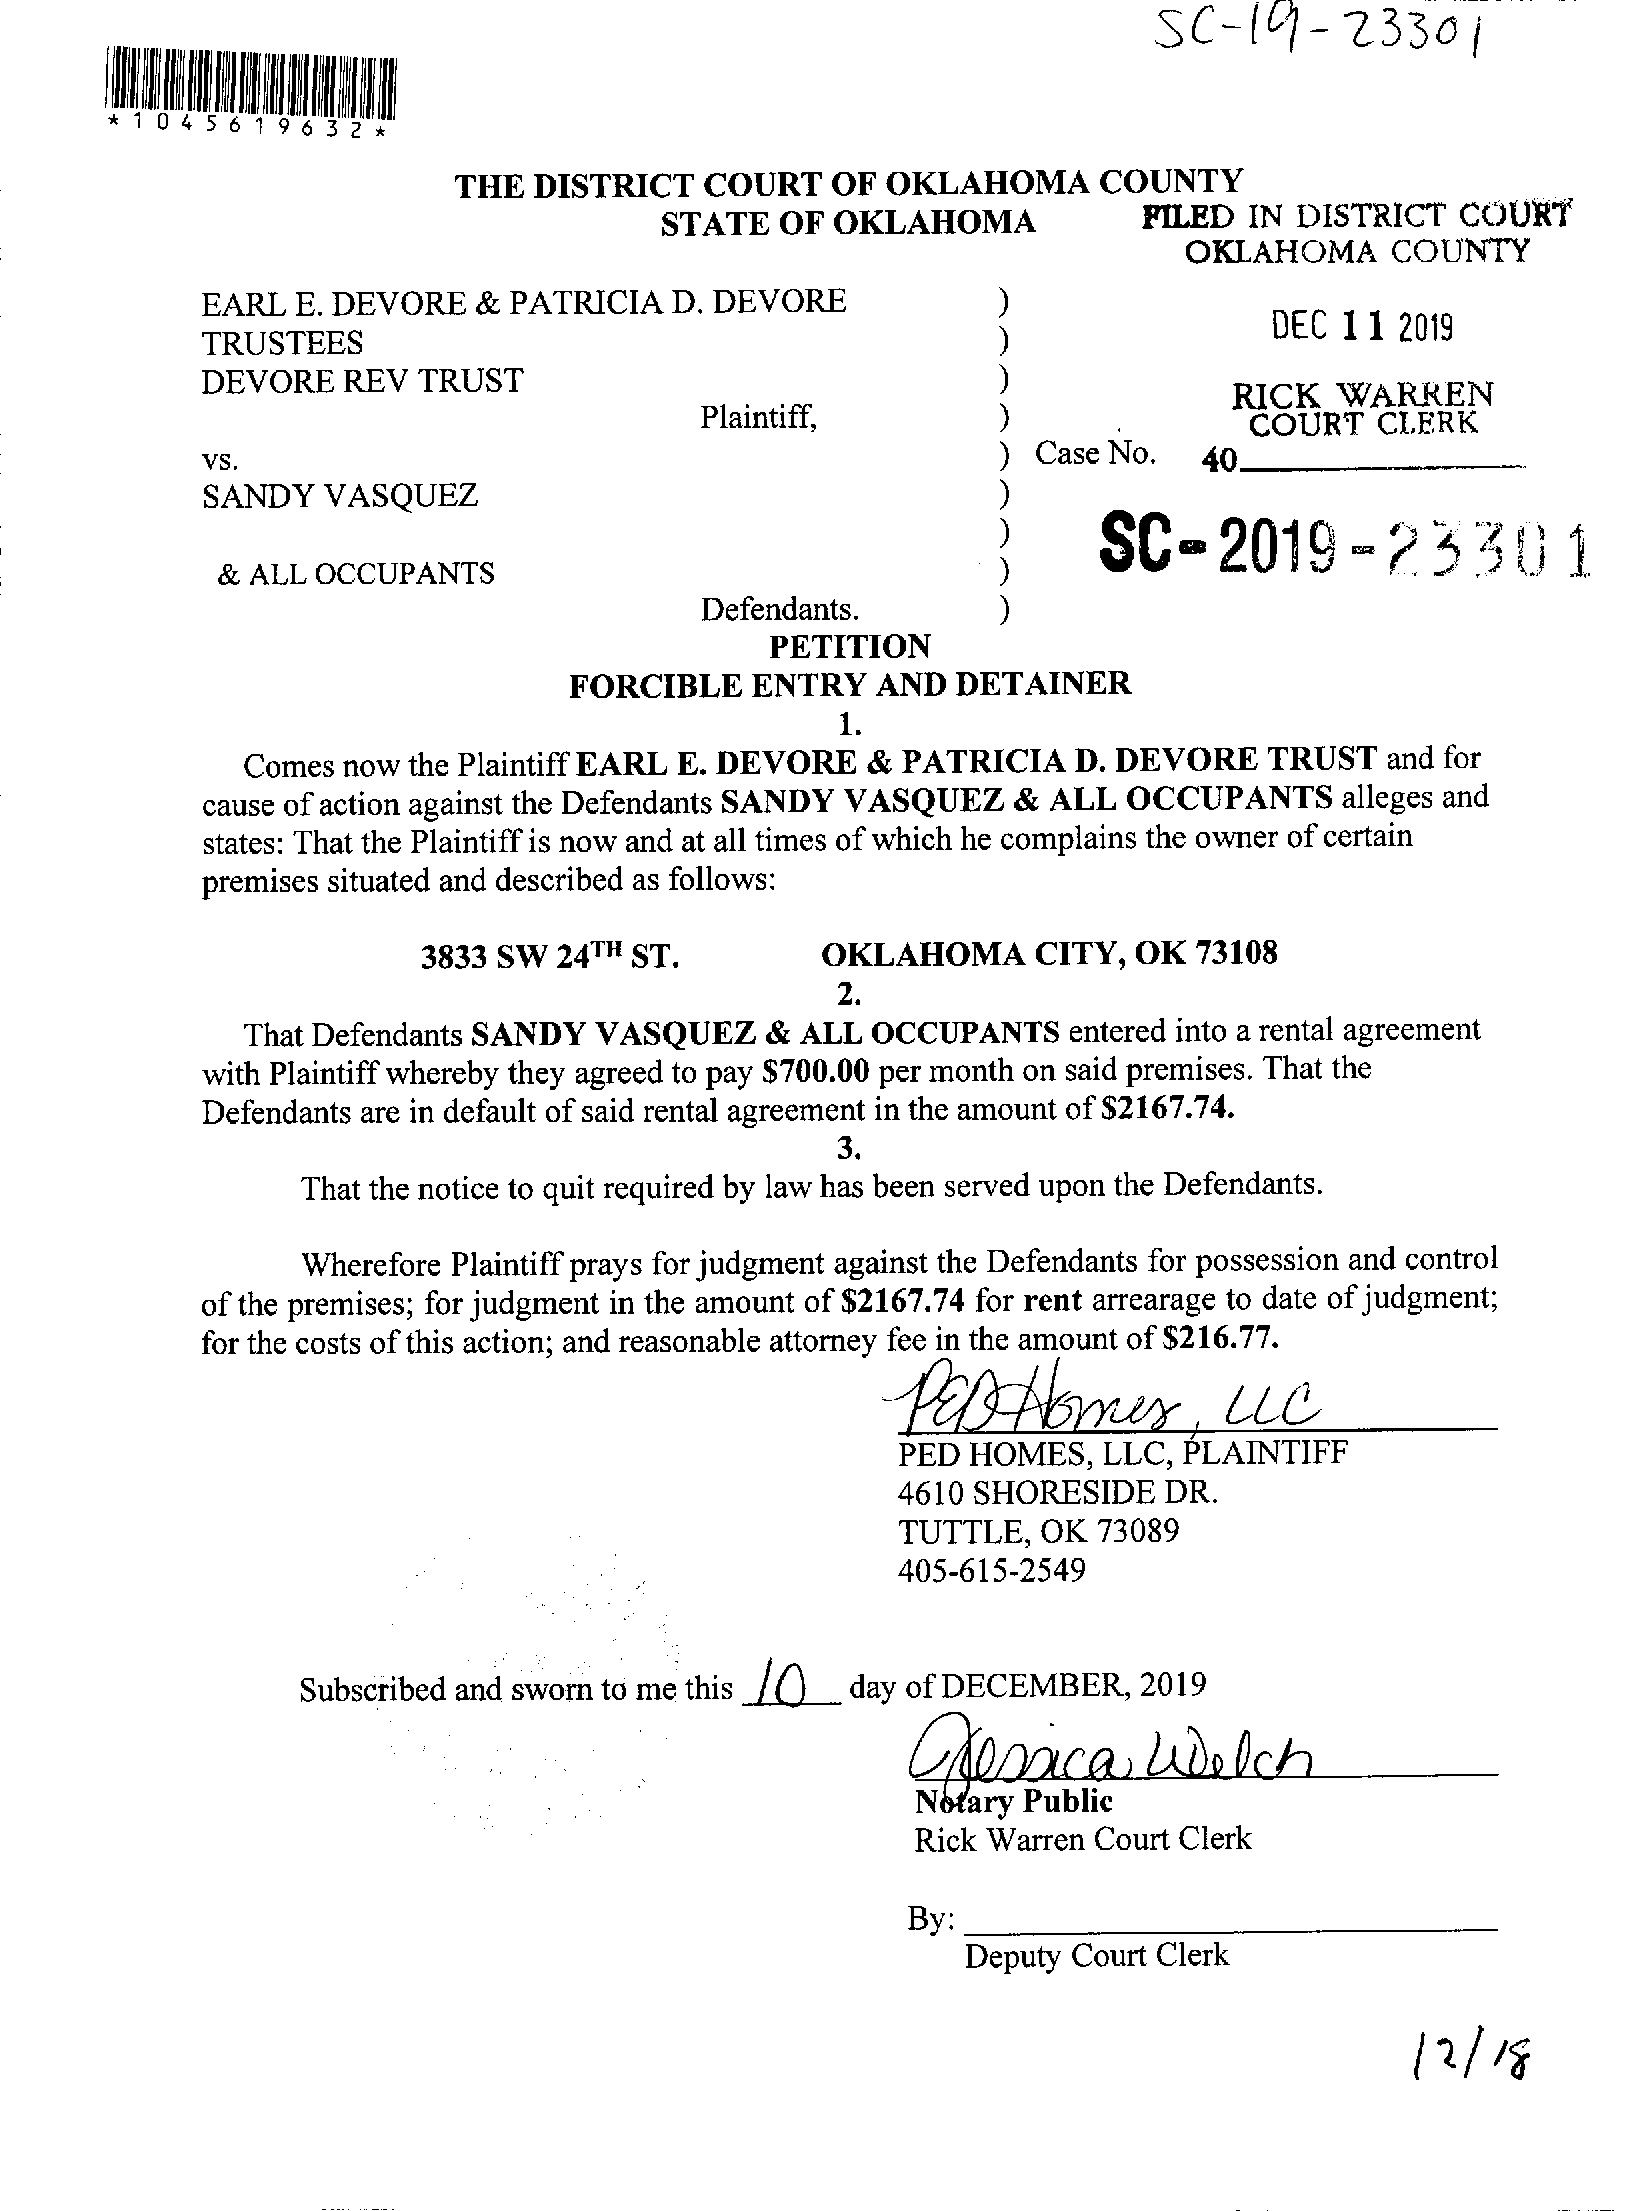 SC-19-23301
*1045619632*
THE DISTRICT COURT OF OKLAHOMA COUNTY
STATE OF OKLAHOMA
FILED IN DISTRICT COURT
OKLAHOMA COUNTY
EARL E. DEVORE & PATRICIA D. DEVORE )
TRUSTEES )
DEC 11 2019
DEVORE REV TRUST )
RICK WARREN
COURT CLERK
Plaintiff, )
vs. ) Case No. 40
SANDY VASQUEZ )
)
SC-2019-23301
& ALL OCCUPANTS )
Defendants. )
PETITION
FORCIBLE ENTRY AND DETAINER
1.
Comes now the Plaintiff EARL E. DEVORE & PATRICIA D. DEVORE TRUST and for
cause of action against the Defendants SANDY VASQUEZ & ALL OCCUPANTS alleges and
states: That the Plaintiff is now and at all times of which he complains the owner of certain
premises situated and described as follows:
3833 SW 24TH ST. OKLAHOMA CITY, OK 73108
2.
That Defendants SANDY VASQUEZ & ALL OCCUPANTS entered into a rental agreement
with Plaintiff whereby they agreed to pay $700.00 per month on said premises. That the
Defendants are in default of said rental agreement in the amount of $2167.74.
3.
That the notice to quit required by law has been served upon the Defendants.
Wherefore Plaintiff prays for judgment against the Defendants for possession and control
of the premises; for judgment in the amount of $2167.74 for rent arrearage to date of judgment;
for the costs of this action; and reasonable attorney fee in the amount of $216.77.
PED Homes, LLC
PED HOMES, LLC, PLAINTIFF
4610 SHORESIDE DR.
TUTTLE, OK 73089
405-615-2549
Subscribed and sworn to me this 10 day of DECEMBER, 2019
Jessica Welch
Notary Public
Rick Warren Court Clerk
By:
Deputy Court Clerk
12/18